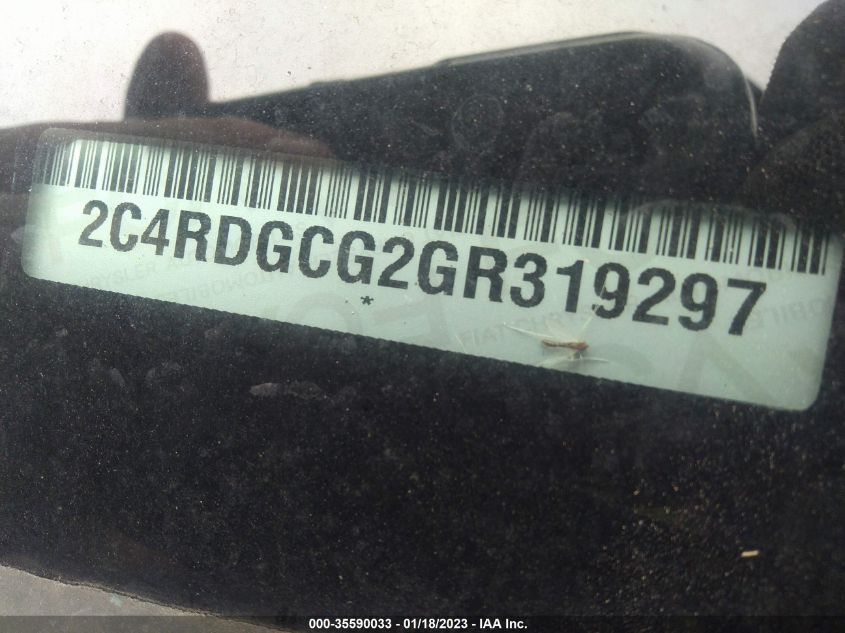 2C4RDGCG2GR319297
*
000-35590033 - 01/18/2023 - IAA Inc.